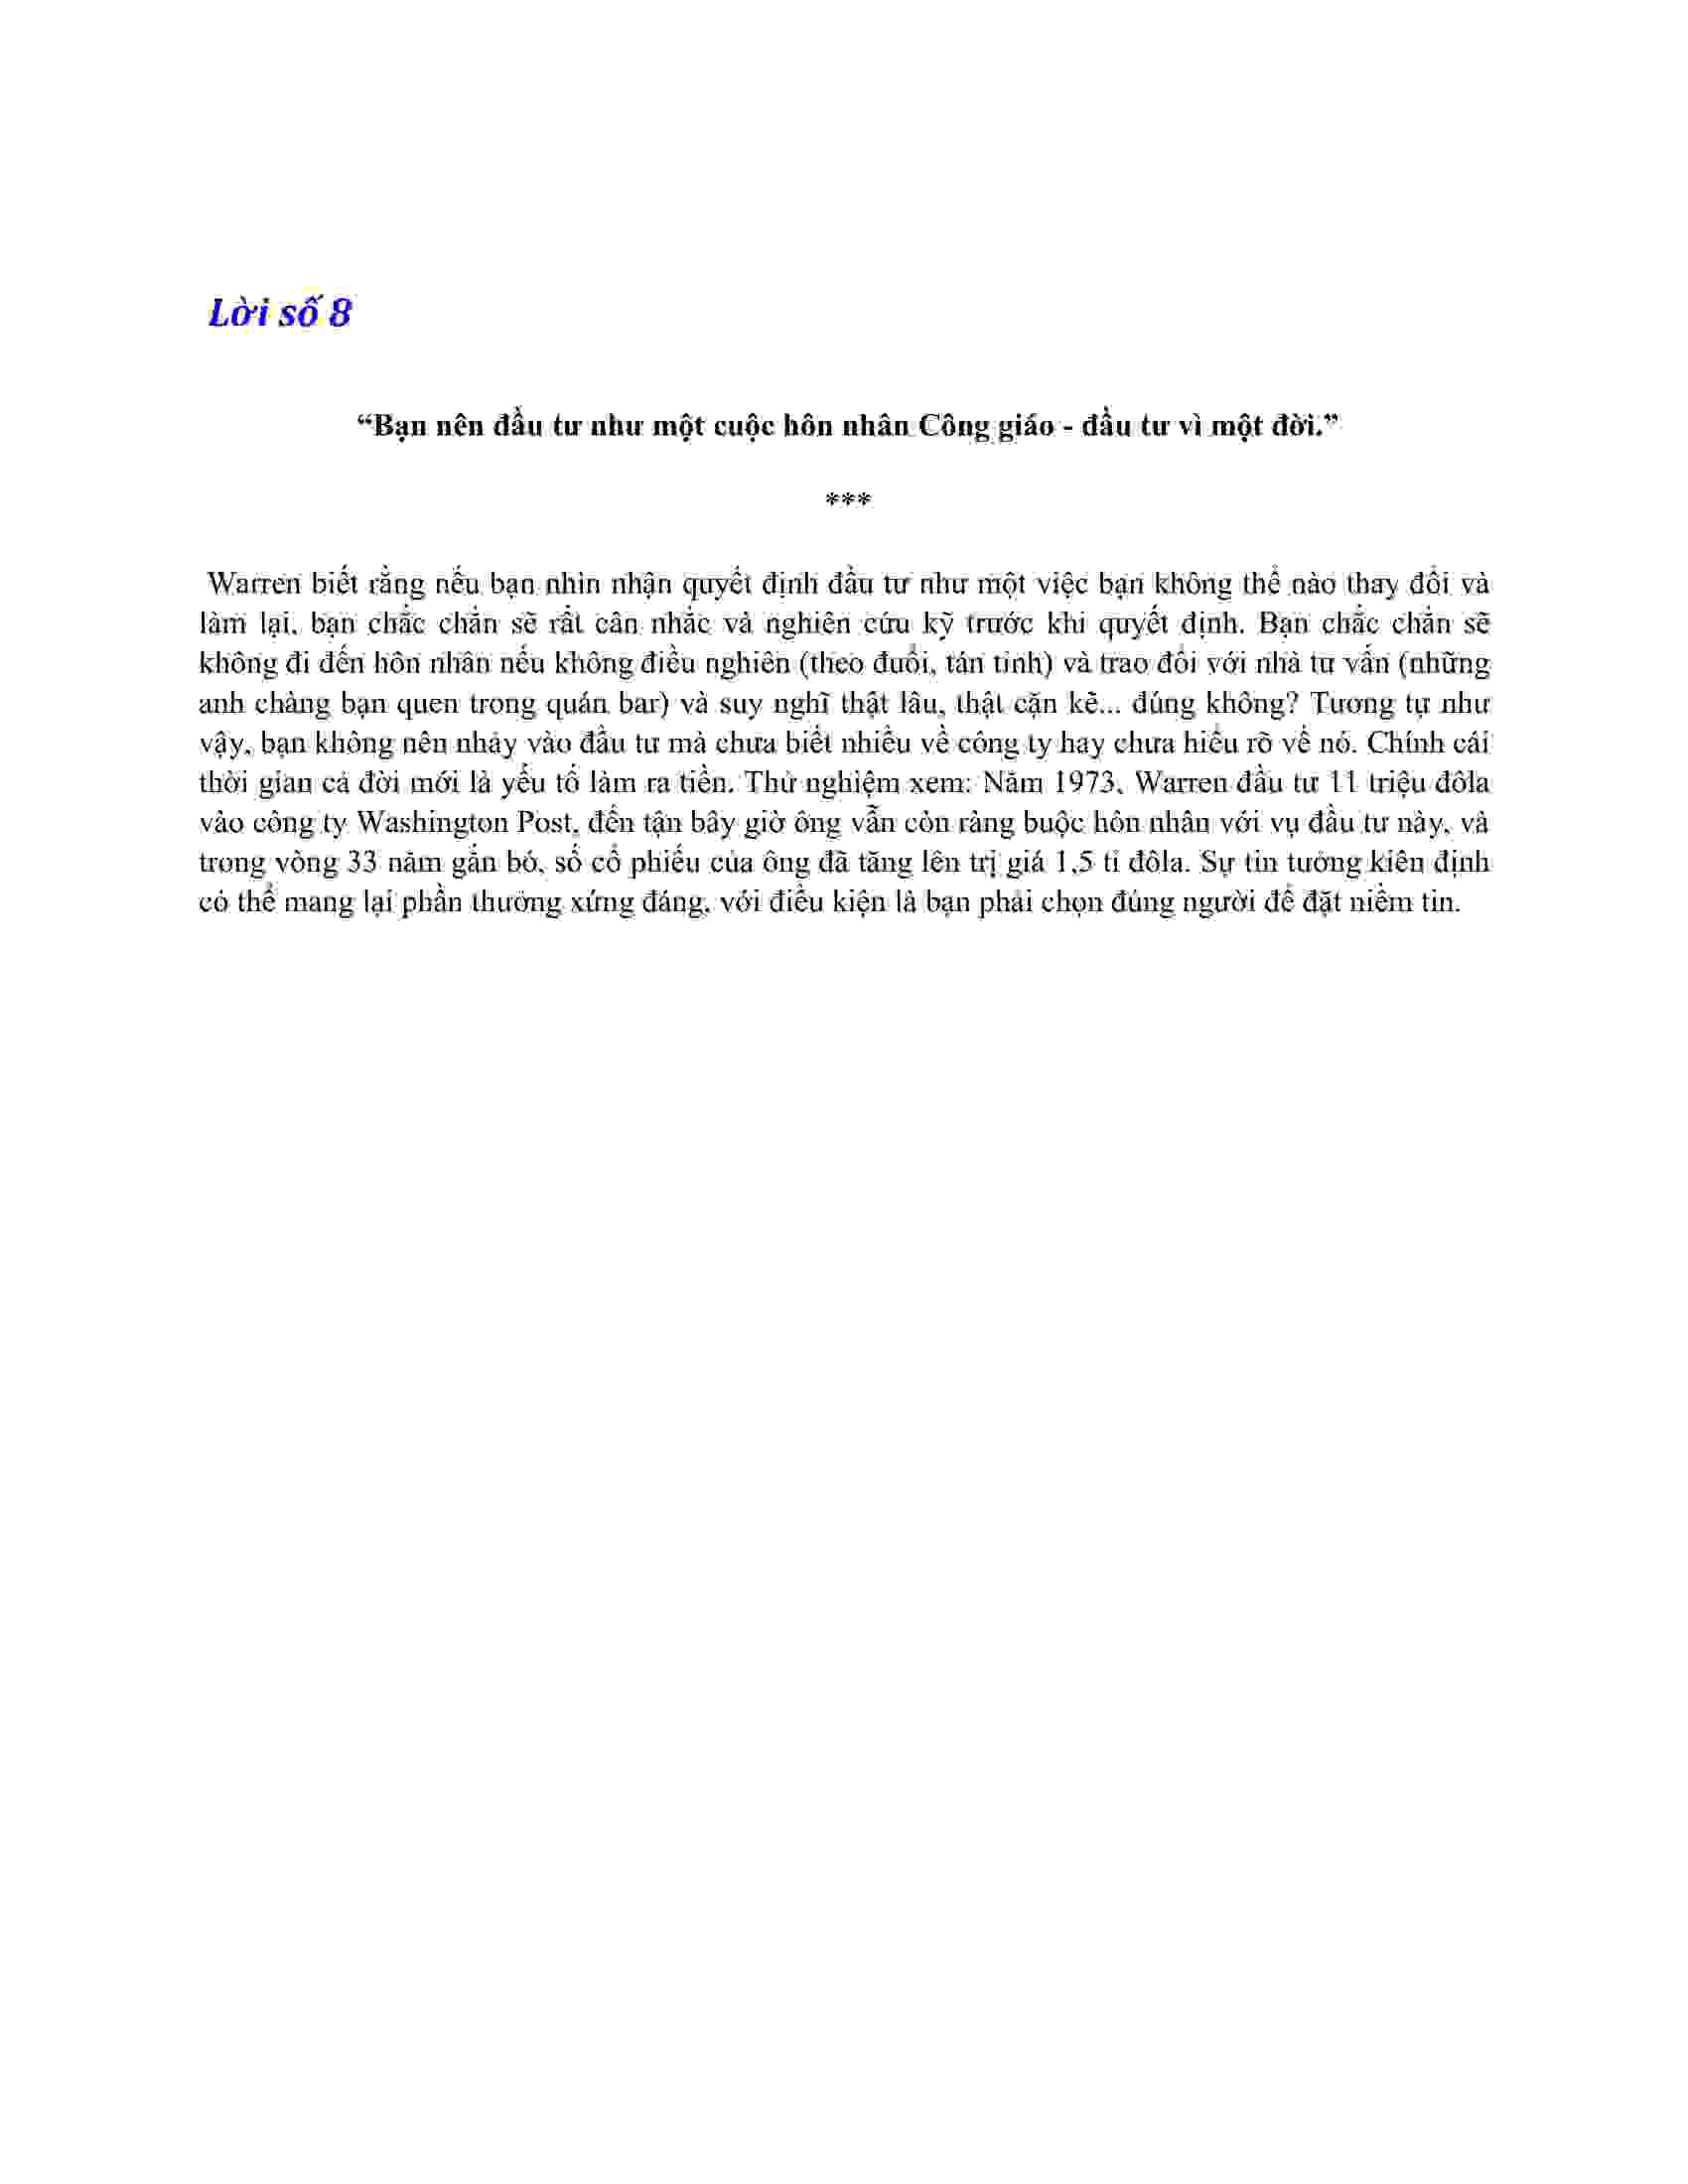 Lời số 8
“Bạn nên đầu tư như một cuộc hôn nhân Công giáo - đầu tư vì một đời.”
***
Warren biết rằng nếu bạn nhìn nhận quyết định đầu tư như một việc bạn không thể nào thay đổi và
làm lại, bạn chắc chắn sẽ rất cân nhắc và nghiên cứu kỹ trước khi quyết định. Bạn chắc chắn sẽ
không đi đến hôn nhân nếu không điều nghiên (theo đuổi, tán tỉnh) và trao đổi với nhà tư vấn (những
anh chàng bạn quen trong quán bar) và suy nghĩ thật lâu, thật cặn kẽ... đúng không? Tương tự như
vậy, bạn không nên nhảy vào đầu tư mà chưa biết nhiều về công ty hay chưa hiểu rõ về nó. Chính cái
thời gian cả đời mới là yếu tố làm ra tiền. Thử nghiệm xem: Năm 1973, Warren đầu tư 11 triệu đôla
vào công ty Washington Post, đến tận bây giờ ông vẫn còn ràng buộc hôn nhân với vụ đầu tư này, và
trong vòng 33 năm gắn bó, số cổ phiếu của ông đã tăng lên trị giá 1,5 tỉ đôla. Sự tin tưởng kiên định
có thể mang lại phần thưởng xứng đáng, với điều kiện là bạn phải chọn đúng người để đặt niềm tin.